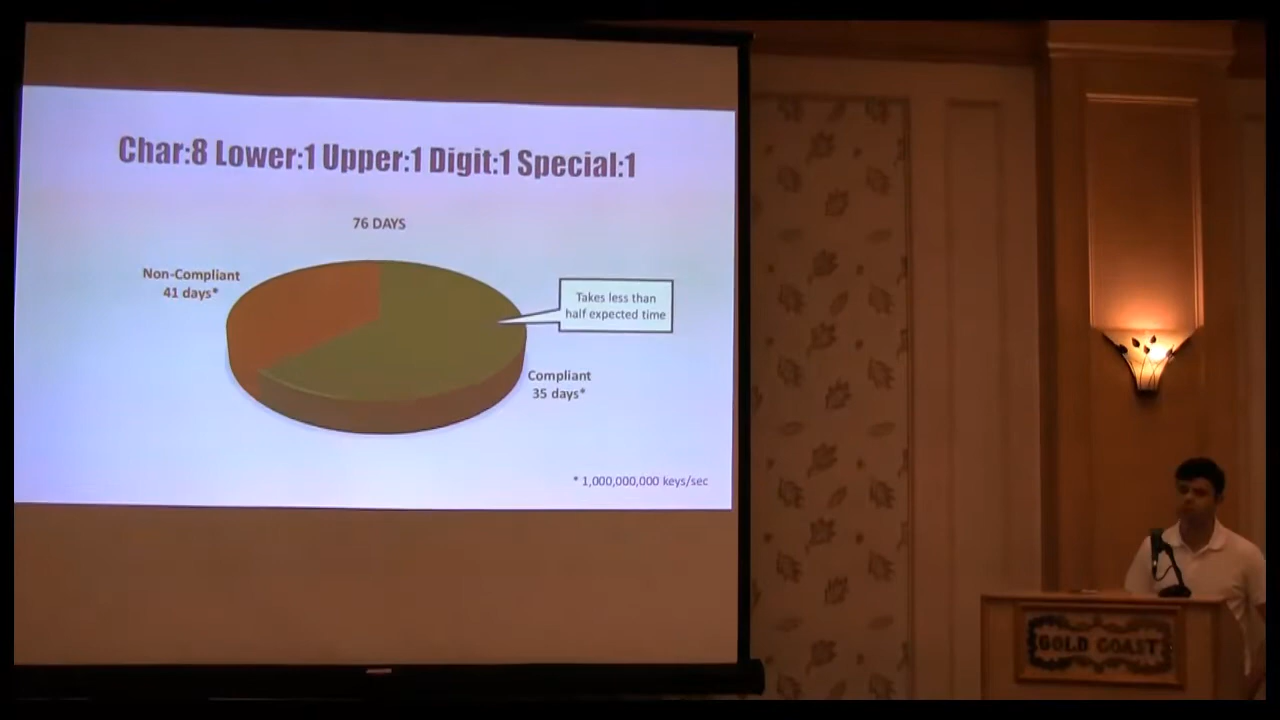 Char:8 Lower:1 Upper:1 Digit:1 Special:1
76 DAYS
Non-Compliant
41 days*
Takes less than
half expected time
Compliant
35 days*
* 1,000,000,000 keys/sec
GOLD COAST